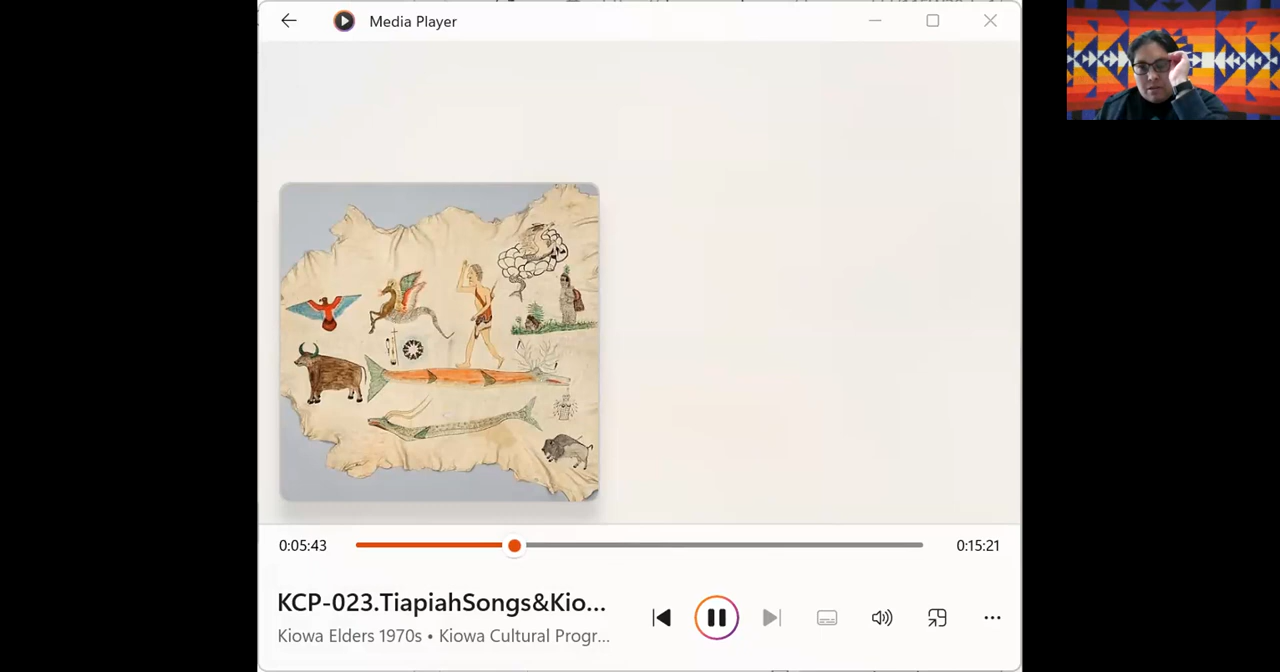 Media Player
0:05:43
0:15:21
KCP-023.TiapiahSongs&Kio...
Kiowa Elders 1970s • Kiowa Cultural Progr...